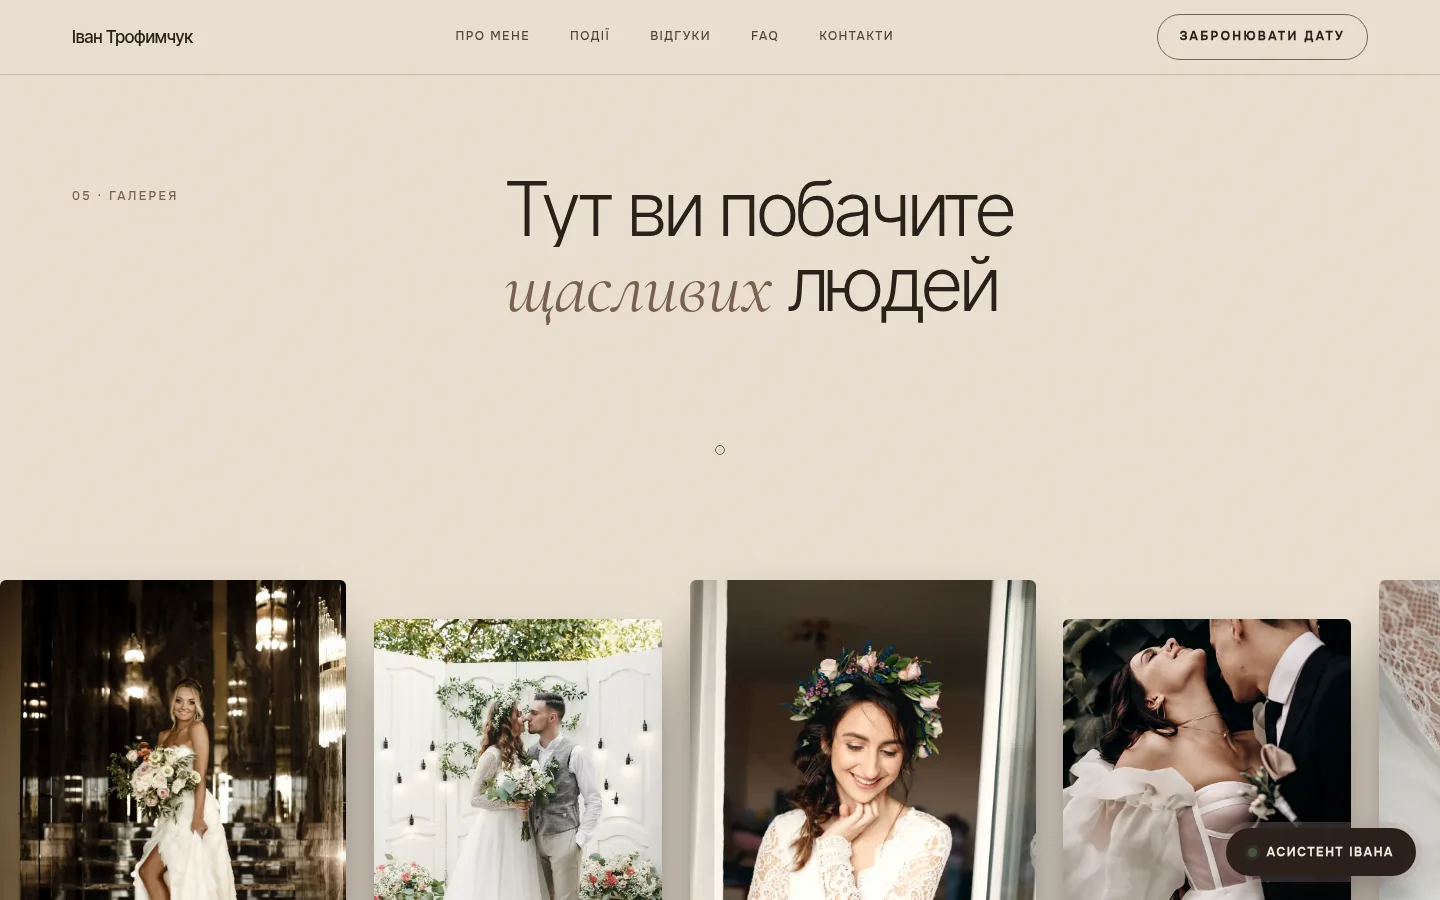 Іван Трофимчук
ПРО МЕНЕ
ПОДІЇ
ВІДГУКИ
FAQ
КОНТАКТИ
ЗАБРОНЮВАТИ ДАТУ
05 · ГАЛЕРЕЯ
Тут ви побачите
щасливих людей
АСИСТЕНТ ІВАНА